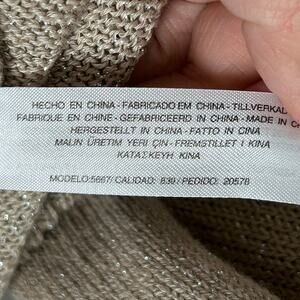 HECHO EN CHINA - FABRICADO EM CHINA - TILLVERKAD
FABRIQUE EN CHINE - GEFABRICEERD IN CHINA - MADE IN C
HERGESTELLT IN CHINA - FATTO IN CINA
MALIN ÜRETIM YERI ÇIN - FREMSTILLET I KINA
ΚΑΤΑΣΚΕΥΗ ΚΙΝΑ
MODELO:5667/ CALIDAD: 839 / PEDIDO: 20578